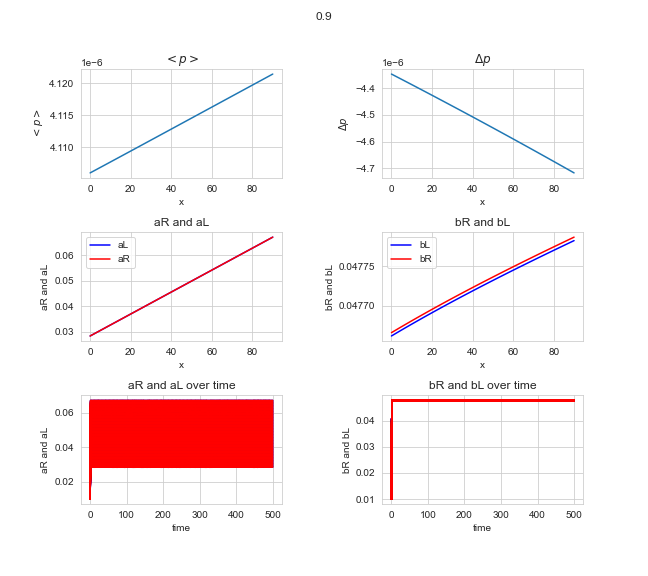 0.9
< p >
1e−6
4.120
4.115
4.110
< p >
0 20 40 60 80
x
Δp
1e−6
−4.4
−4.5
−4.6
−4.7
Δp
0 20 40 60 80
x
aR and aL
aL
aR
0.06
0.05
0.04
0.03
aR and aL
0 20 40 60 80
x
bR and bL
bL
bR
0.04775
0.04770
bR and bL
0 20 40 60 80
x
aR and aL over time
0.06
0.04
0.02
aR and aL
0 100 200 300 400 500
time
bR and bL over time
0.04
0.03
0.02
0.01
bR and bL
0 100 200 300 400 500
time